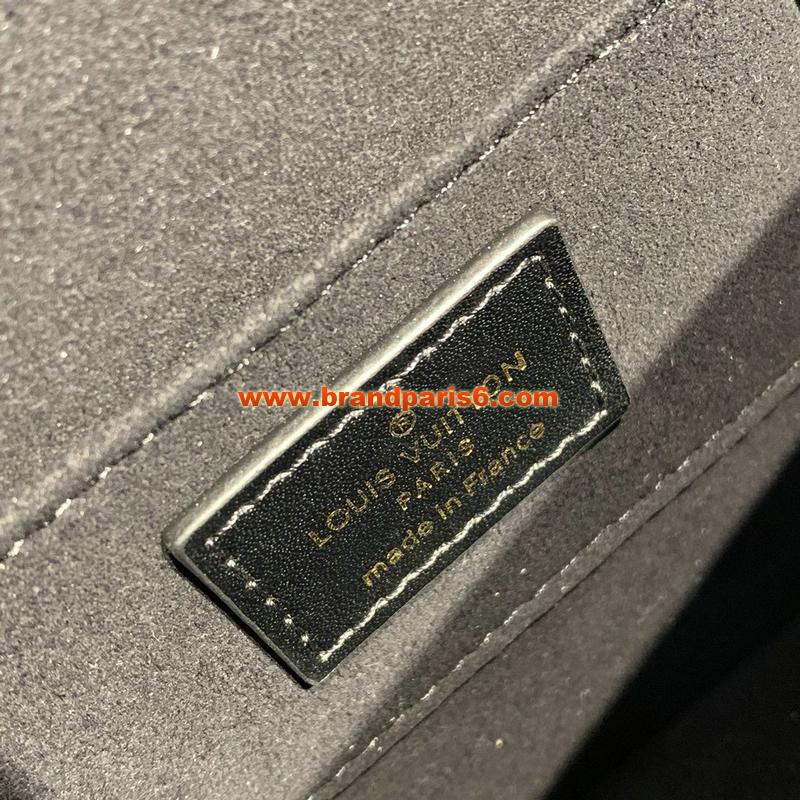 www.brandparis6.com
®
LOUIS VUITTON
PARIS
made in France